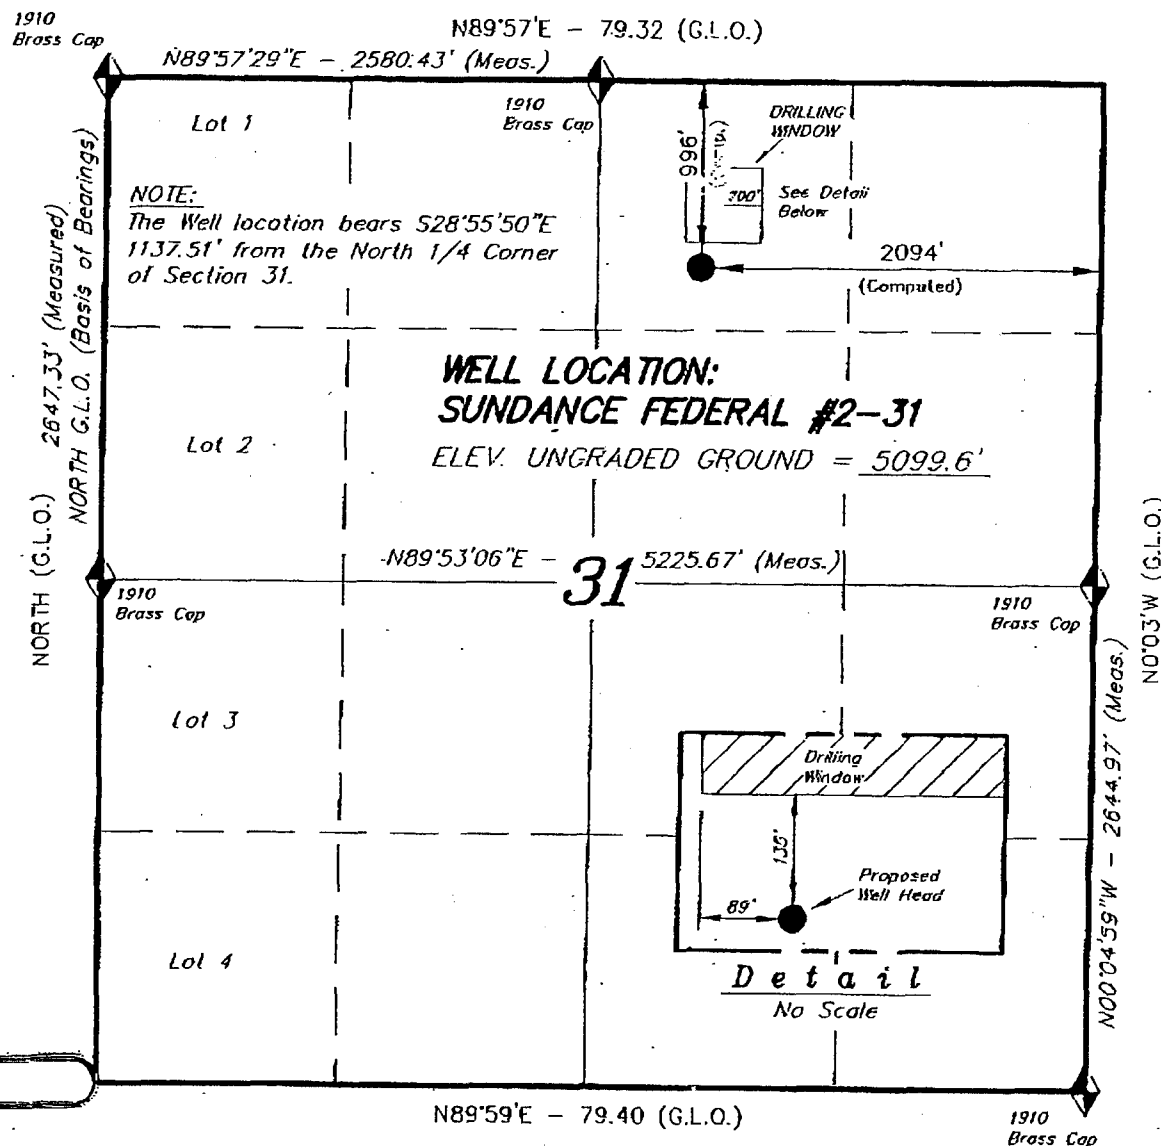 1910
Brass Cap
N89°57'E - 79.32 (G.L.O.)
N89°57'29"E - 2580.43' (Meas.)
Lot 1
1910
Brass Cap
996'
DRILLING
WINDOW
200'
See Detail
Below
2094'
(Computed)
NOTE:
The Well location bears S28°55'50"E
1137.51' from the North 1/4 Corner
of Section 31.
NORTH (G.L.O.)
2647.33' (Measured)
NORTH G.L.O. (Basis of Bearings)
WELL LOCATION:
SUNDANCE FEDERAL #2-31
ELEV. UNGRADED GROUND = 5099.6'
Lot 2
N89°53'06"E - 5225.67' (Meas.)
31
1910
Brass Cap
1910
Brass Cap
N0°03'W (G.L.O.)
N00°04'59"W - 2644.97' (Meas.)
Lot 3
Drilling
Window
136'
89'
Proposed
Well Head
Detail
No Scale
Lot 4
N89°59'E - 79.40 (G.L.O.)
1910
Brass Cap